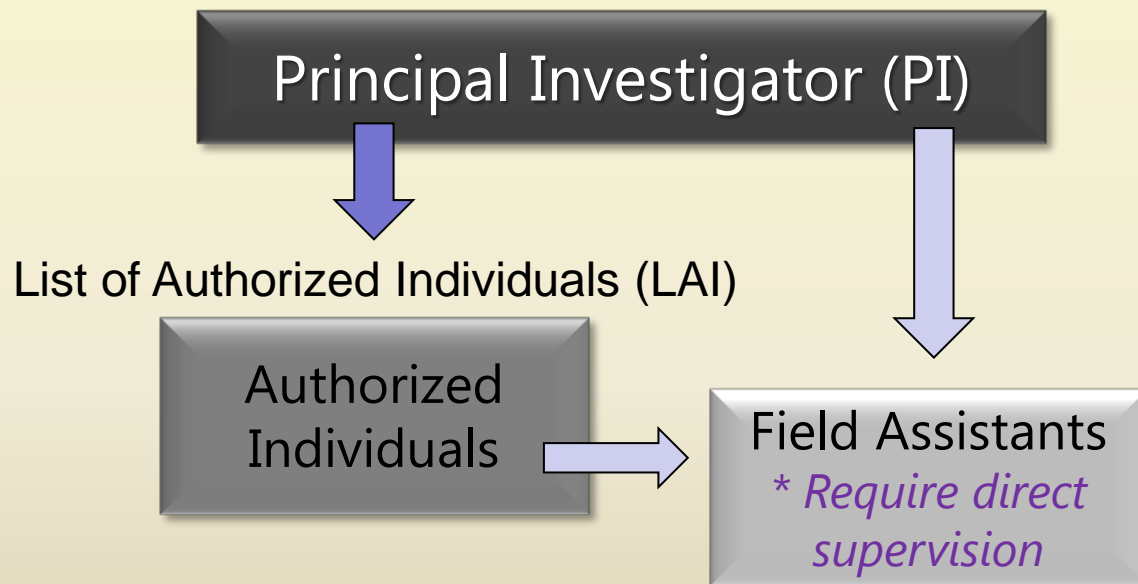 Principal Investigator (PI)
List of Authorized Individuals (LAI)
Authorized
Individuals
Field Assistants
* Require direct
supervision